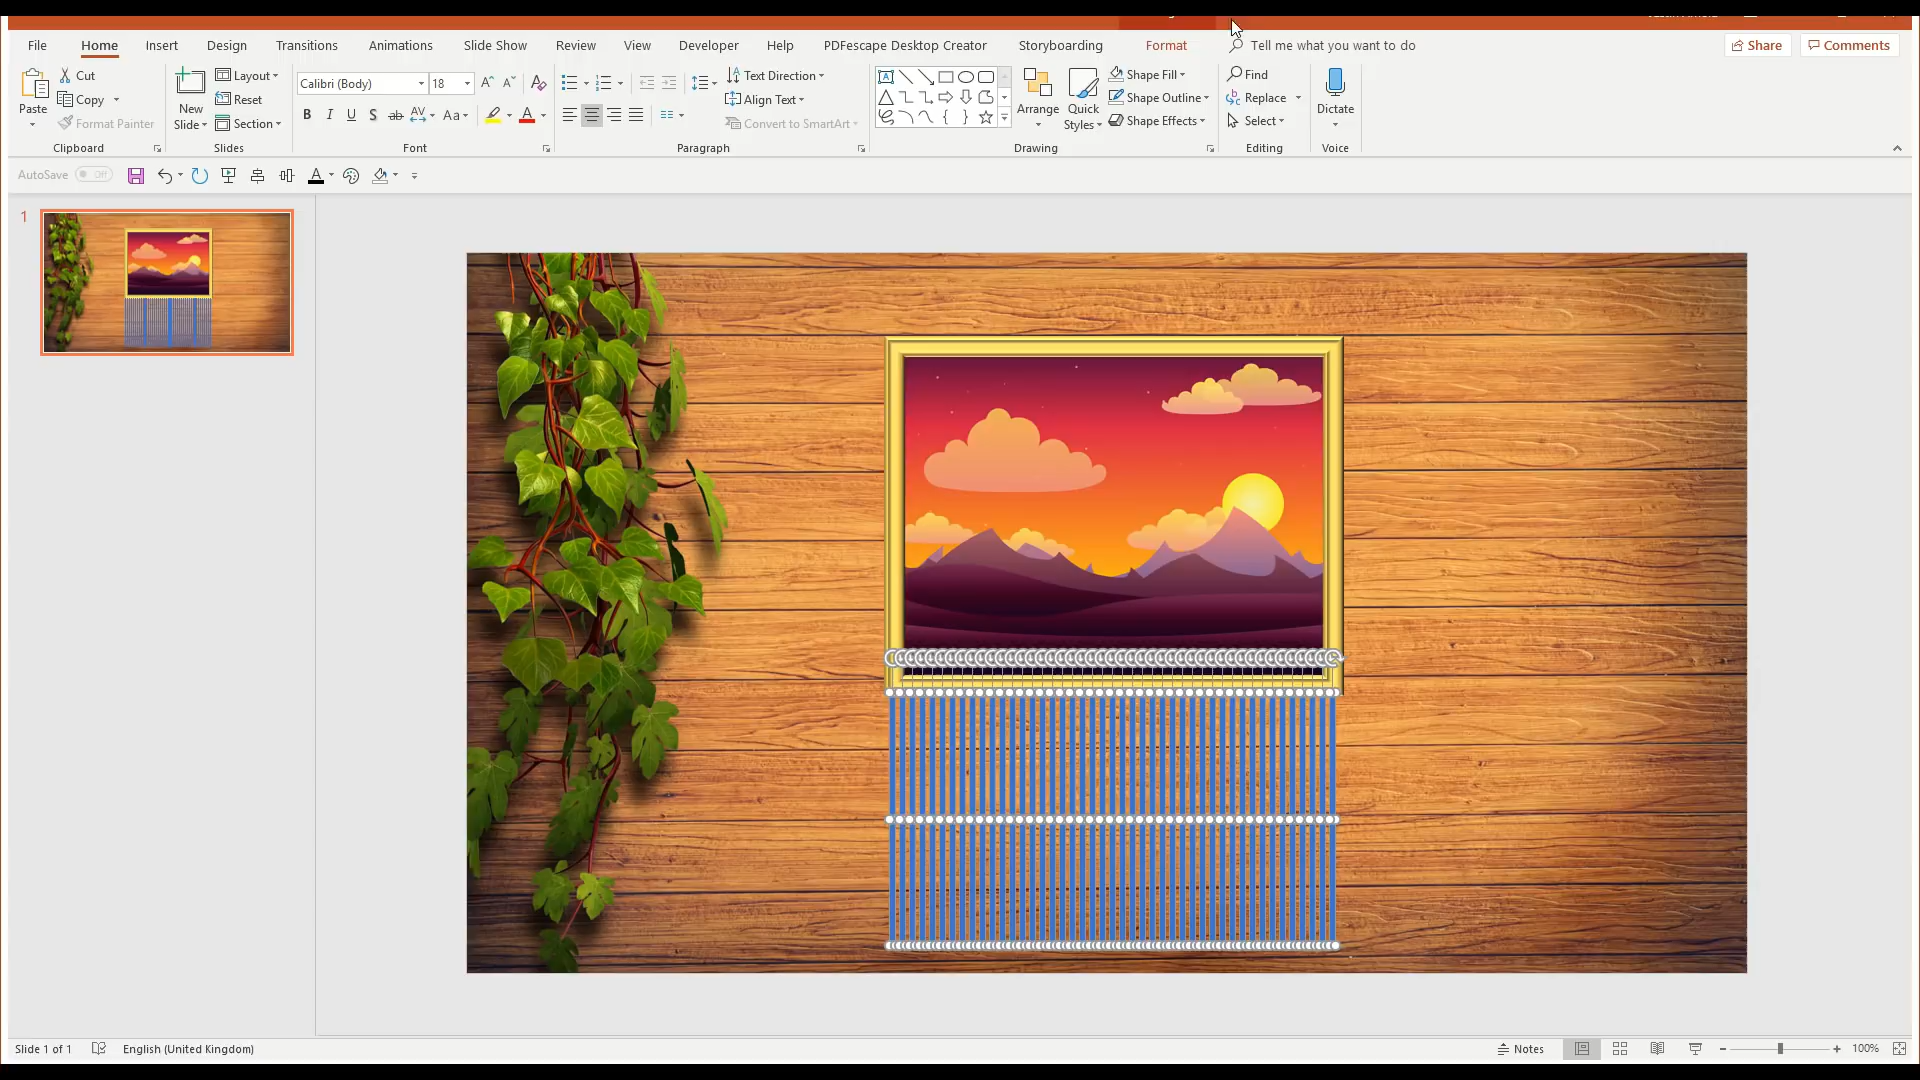 File Home Insert Design Transitions Animations Slide Show Review View Developer Help PDFescape Desktop Creator Storyboarding Format Tell me what you want to do Share Comments
Paste
Cut
Copy
Format Painter
Clipboard
New
Slide
Layout
Reset
Section
Slides
Calibri (Body) 18
B I U S ab AV Aa A
Font
Text Direction
Align Text
Convert to SmartArt
Paragraph
Arrange
Quick
Styles
Shape Fill
Shape Outline
Shape Effects
Drawing
Find
Replace
Select
Editing
Dictate
Voice
AutoSave Off
1
Slide 1 of 1 English (United Kingdom) Notes 100%